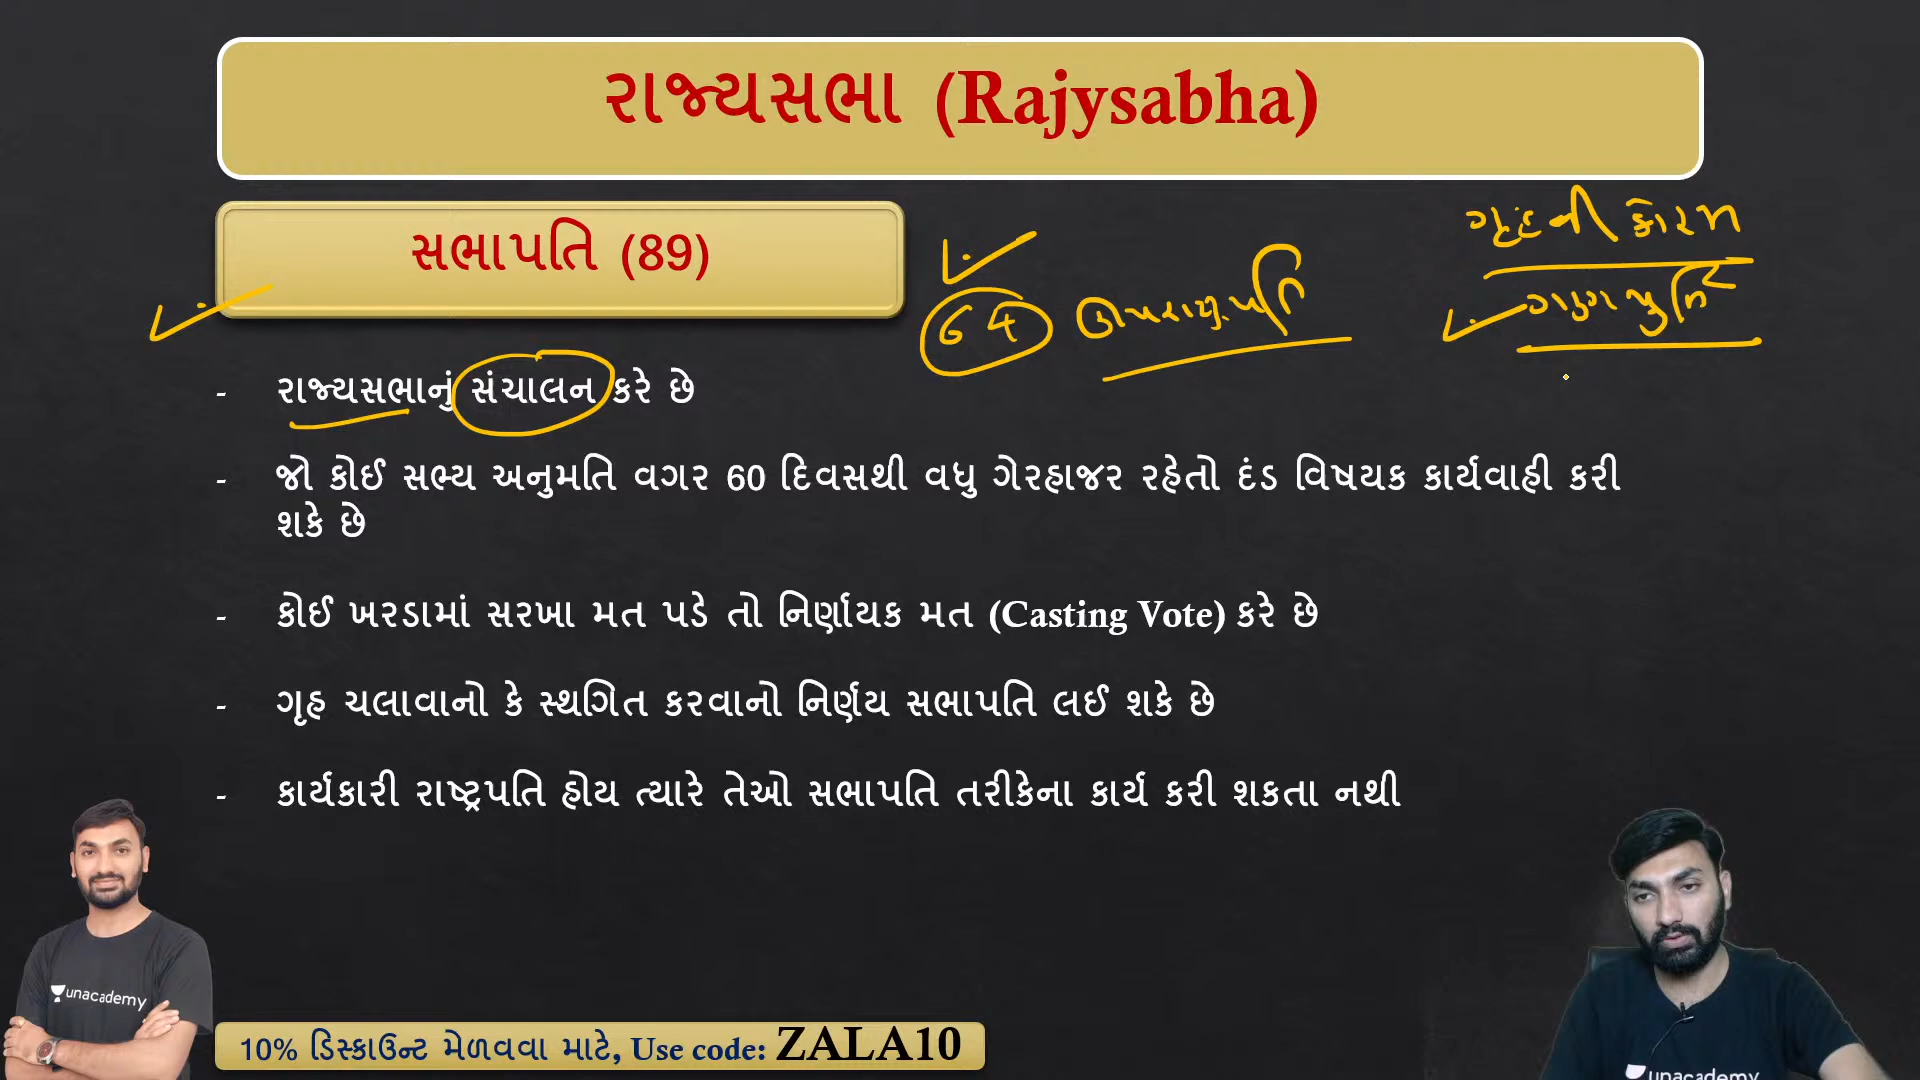 રાજ્યસભા (Rajysabha)
સભાપતિ (89)
ગૃહની કોરમ
64 ઉપરાષ્ટ્રપતિ
- રાજ્યસભાનું સંચાલન કરે છે
- જો કોઈ સભ્ય અનુમતિ વગર 60 દિવસથી વધુ ગેરહાજર રહેતો દંડ વિષયક કાર્યવાહી કરી
શકે છે
- કોઈ ખરડામાં સરખા મત પડે તો નિર્ણાયક મત (Casting Vote) કરે છે
- ગૃહ ચલાવાનો કે સ્થગિત કરવાનો નિર્ણય સભાપતિ લઈ શકે છે
- કાર્યકારી રાષ્ટ્રપતિ હોય ત્યારે તેઓ સભાપતિ તરીકેના કાર્ય કરી શકતા નથી
unacademy
10% ડિસ્કાઉન્ટ મેળવવા માટે, Use code: ZALA10
unacademy